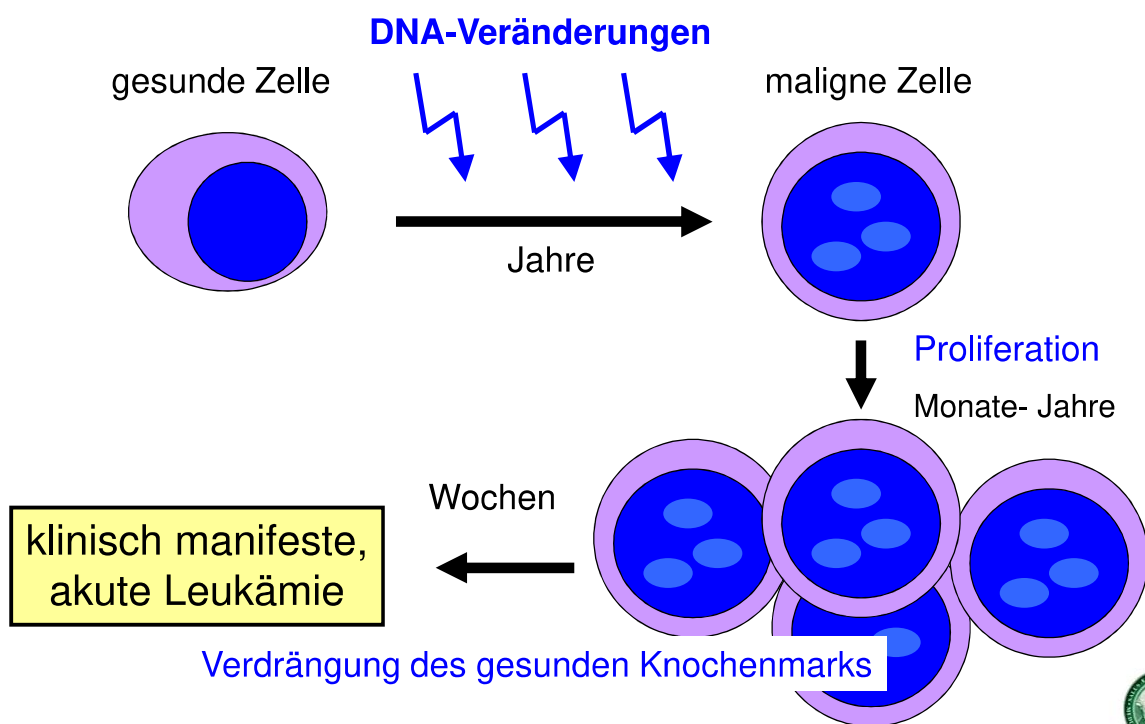 DNA-Veränderungen
gesunde Zelle
maligne Zelle
Jahre
Proliferation
Monate- Jahre
Wochen
klinisch manifeste,
akute Leukämie
Verdrängung des gesunden Knochenmarks